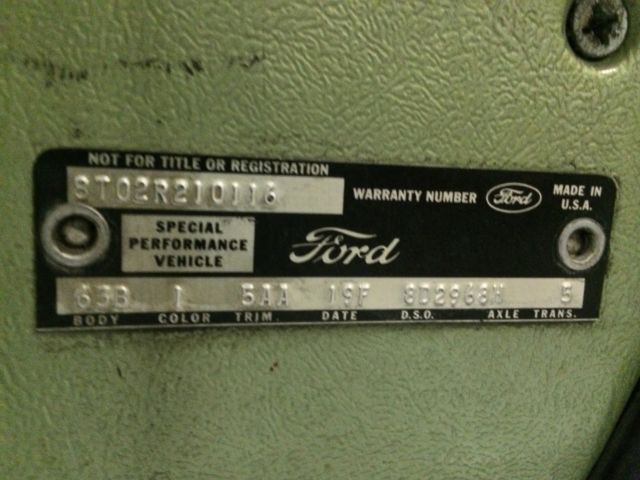 NOT FOR TITLE OR REGISTRATION
8T02R210116
WARRANTY NUMBER Ford MADE IN U.S.A.
SPECIAL
PERFORMANCE
VEHICLE
Ford
63B 1 5AA 19F 5
BODY COLOR TRIM. DATE D.S.O. AXLE TRANS.